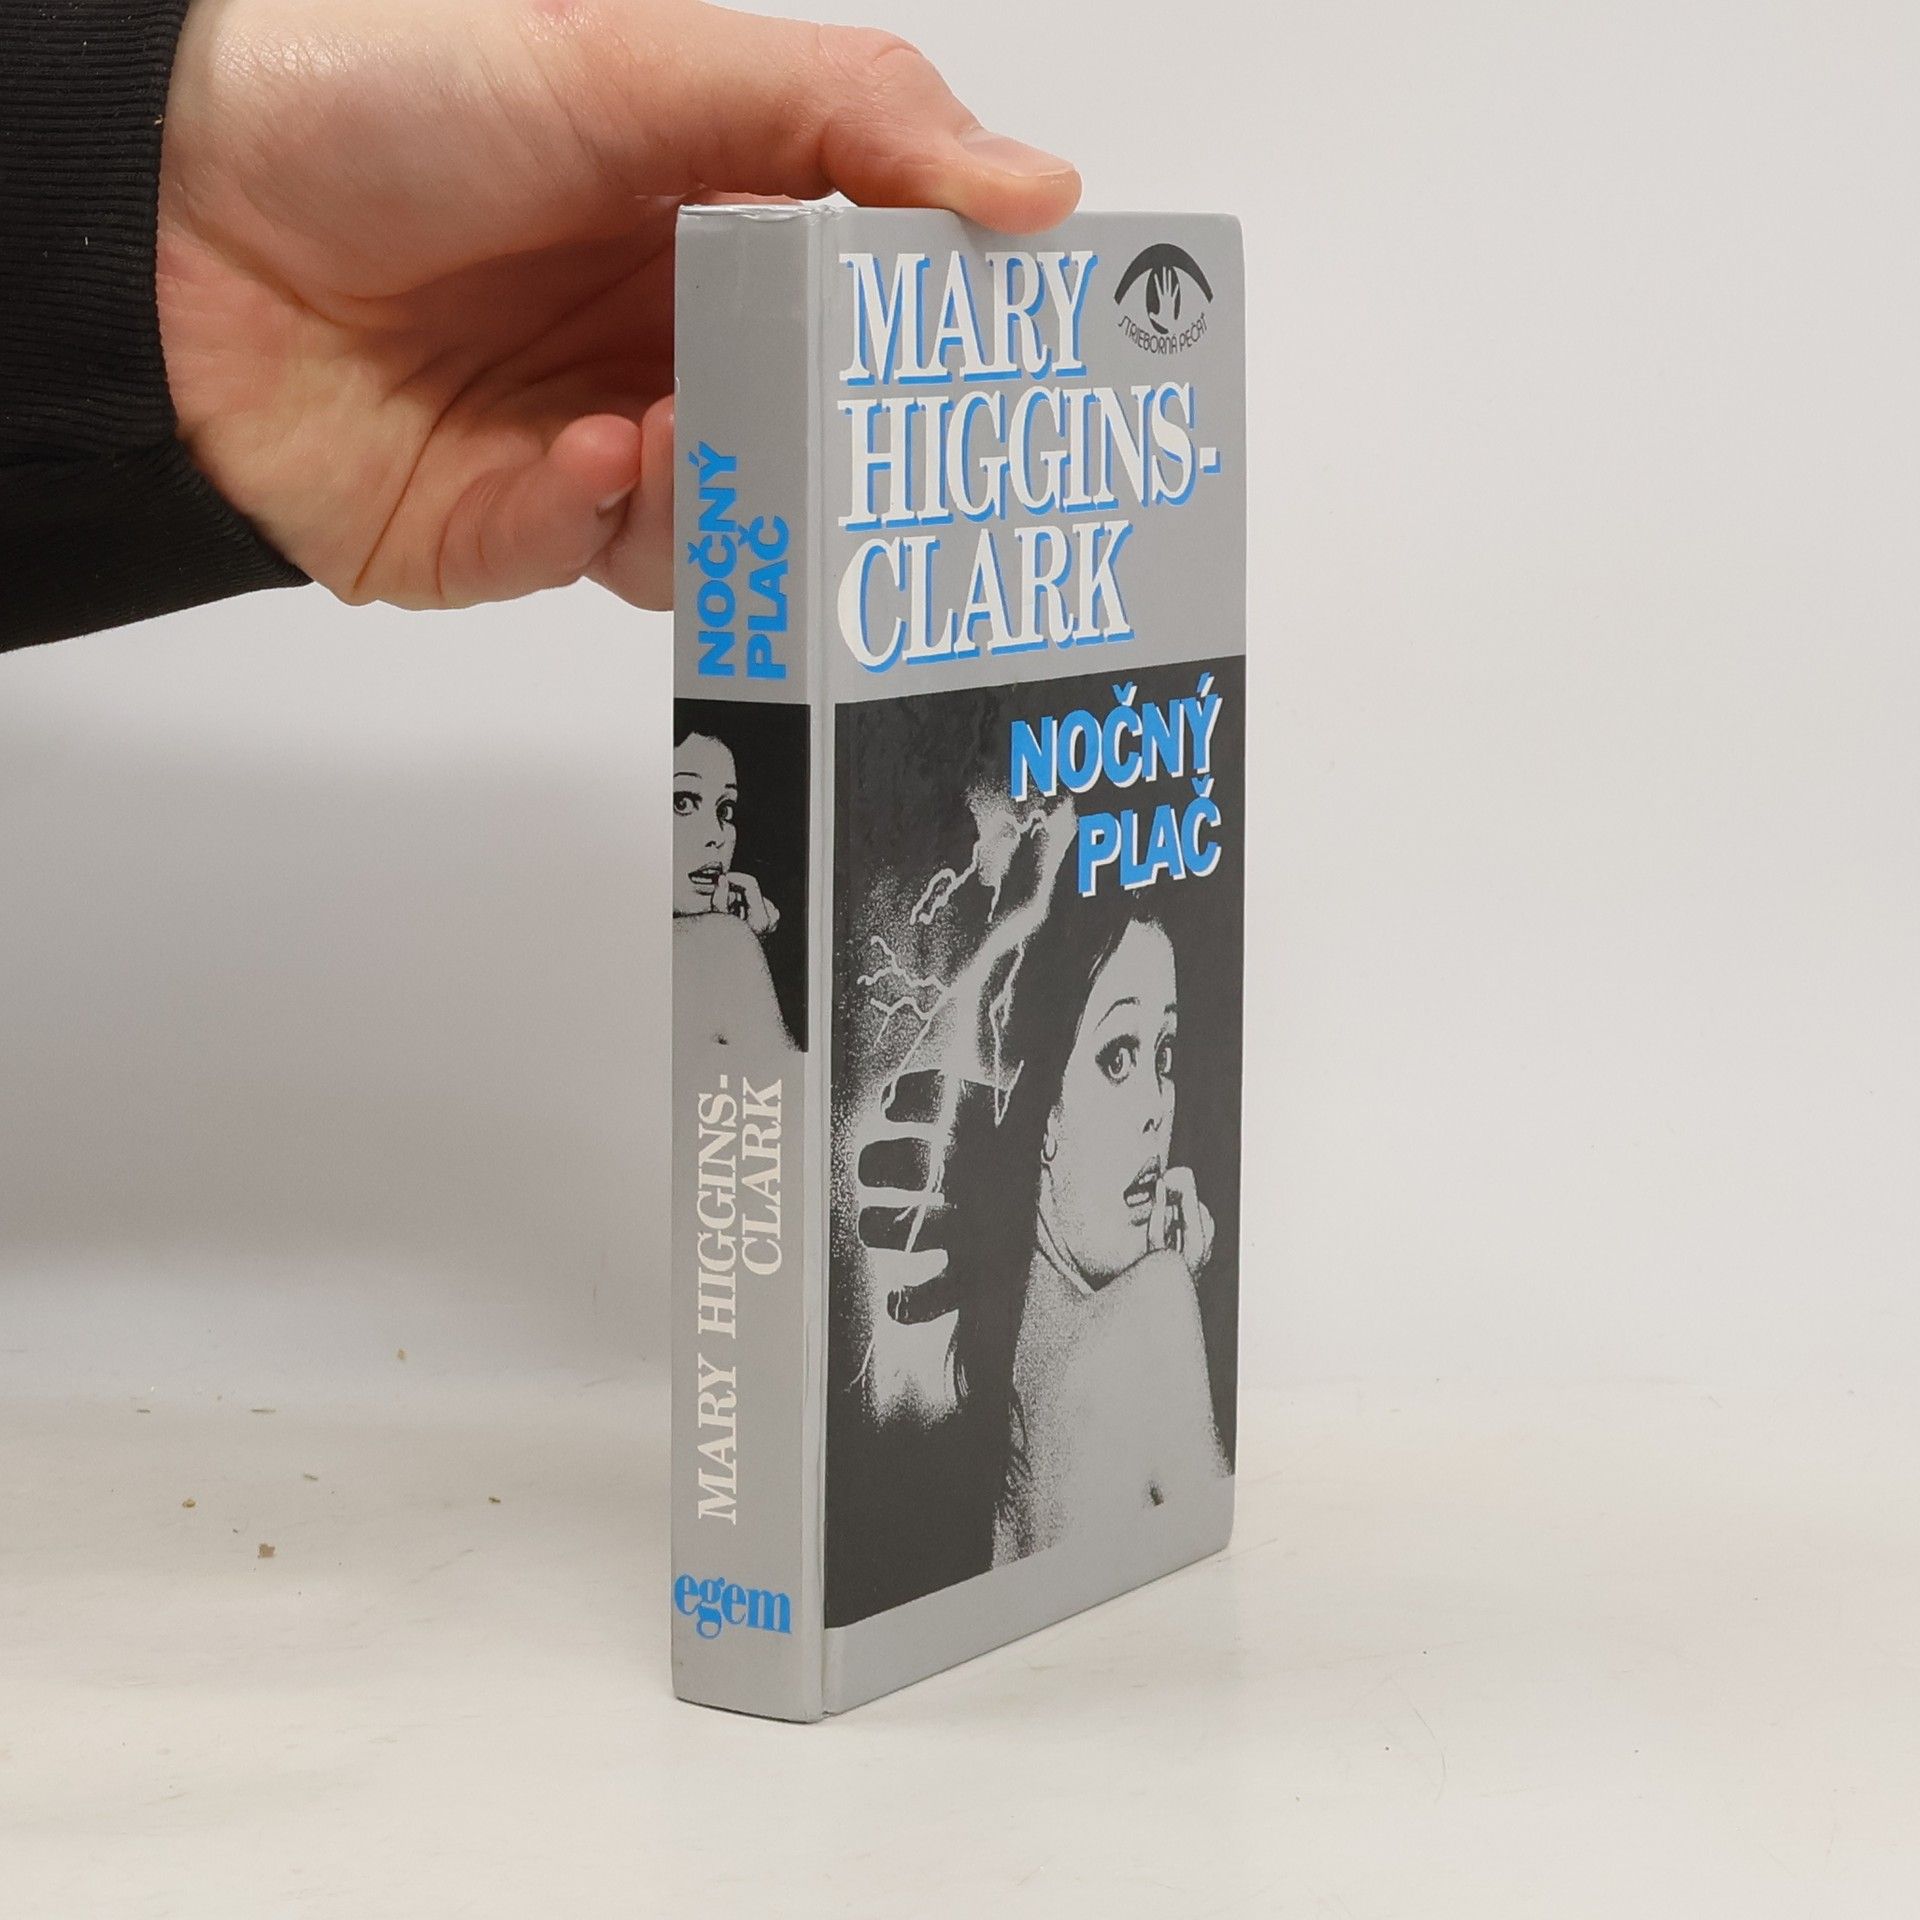 NOČNÝ
PLAČ
MARY HIGGINS-
CLARK
egem
MARY
HIGGINS-
CLARK
STRIEBORNÁ PEČAŤ
NOČNÝ
PLAČ